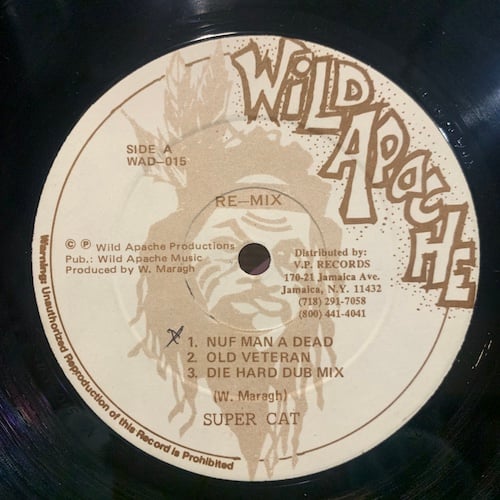 WiLD
APACHE
SIDE A
WAD-015
RE-MIX
© ℗ Wild Apache Productions
Pub.: Wild Apache Music
Produced by W. Maragh
Distributed by:
V.P. RECORDS
170-21 Jamaica Ave.
Jamaica, N.Y. 11432
(718) 291-7058
(800) 441-4041
1. NUF MAN A DEAD
2. OLD VETERAN
3. DIE HARD DUB MIX
(W. Maragh)
SUPER CAT
Warning: Unauthorized Reproduction of this Record is Prohibited